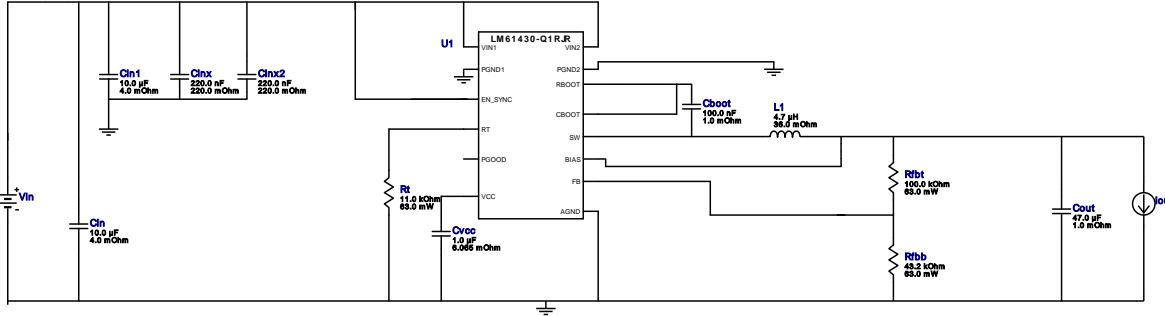 LM61430-Q1RJR
U1
VIN1
VIN2
PGND1
PGND2
RBOOT
EN_SYNC
CBOOT
RT
SW
PGOOD
BIAS
VCC
FB
AGND
Cin1
10.0 µF
4.0 mOhm
Cinx
220.0 nF
220.0 mOhm
Cinx2
220.0 nF
220.0 mOhm
Cboot
100.0 nF
1.0 mOhm
L1
4.7 µH
36.0 mOhm
Vin
+
-
Cin
10.0 µF
4.0 mOhm
Rt
11.0 kOhm
63.0 mW
Cvcc
1.0 µF
6.065 mOhm
Rfbt
100.0 kOhm
63.0 mW
Rfbb
43.2 kOhm
63.0 mW
Cout
47.0 µF
1.0 mOhm